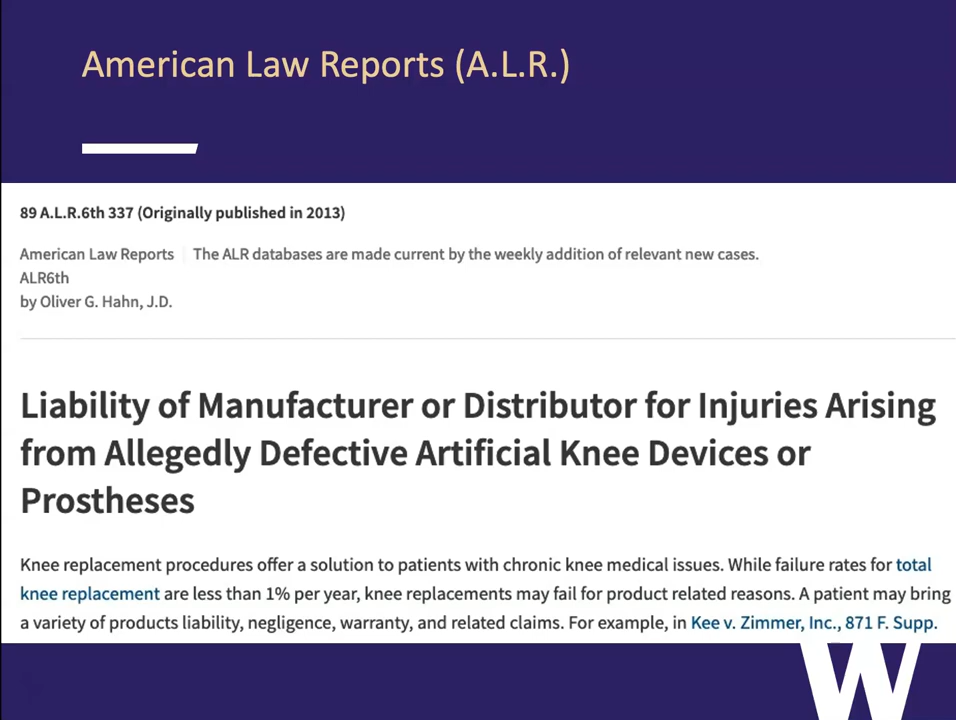 American Law Reports (A.L.R.)
89 A.L.R.6th 337 (Originally published in 2013)
American Law Reports | The ALR databases are made current by the weekly addition of relevant new cases.
ALR6th
by Oliver G. Hahn, J.D.
Liability of Manufacturer or Distributor for Injuries Arising
from Allegedly Defective Artificial Knee Devices or
Prostheses
Knee replacement procedures offer a solution to patients with chronic knee medical issues. While failure rates for total
knee replacement are less than 1% per year, knee replacements may fail for product related reasons. A patient may bring
a variety of products liability, negligence, warranty, and related claims. For example, in Kee v. Zimmer, Inc., 871 F. Supp.
W